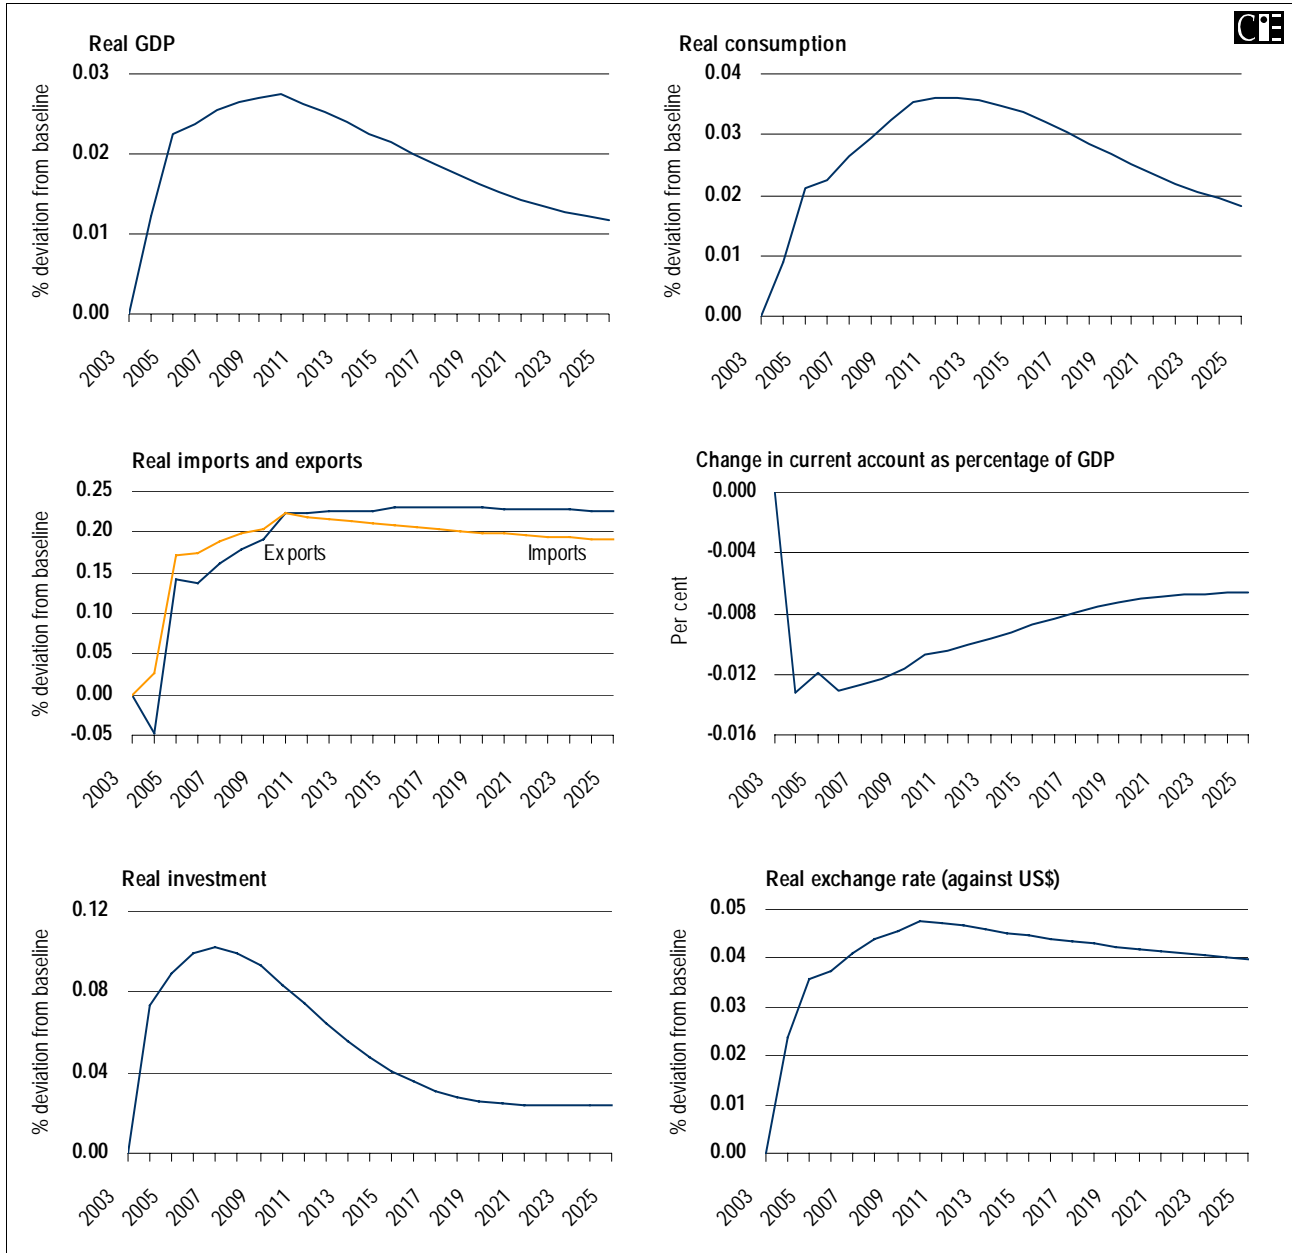 CIE
Real GDP
% deviation from baseline
0.03
0.02
0.01
0.00
2003 2005 2007 2009 2011 2013 2015 2017 2019 2021 2023 2025
Real consumption
% deviation from baseline
0.04
0.03
0.02
0.01
0.00
2003 2005 2007 2009 2011 2013 2015 2017 2019 2021 2023 2025
Real imports and exports
% deviation from baseline
0.25
0.20
0.15
0.10
0.05
0.00
-0.05
Exports
Imports
2003 2005 2007 2009 2011 2013 2015 2017 2019 2021 2023 2025
Change in current account as percentage of GDP
Per cent
0.000
-0.004
-0.008
-0.012
-0.016
2003 2005 2007 2009 2011 2013 2015 2017 2019 2021 2023 2025
Real investment
% deviation from baseline
0.12
0.08
0.04
0.00
2003 2005 2007 2009 2011 2013 2015 2017 2019 2021 2023 2025
Real exchange rate (against US$)
% deviation from baseline
0.05
0.04
0.03
0.02
0.01
0.00
2003 2005 2007 2009 2011 2013 2015 2017 2019 2021 2023 2025